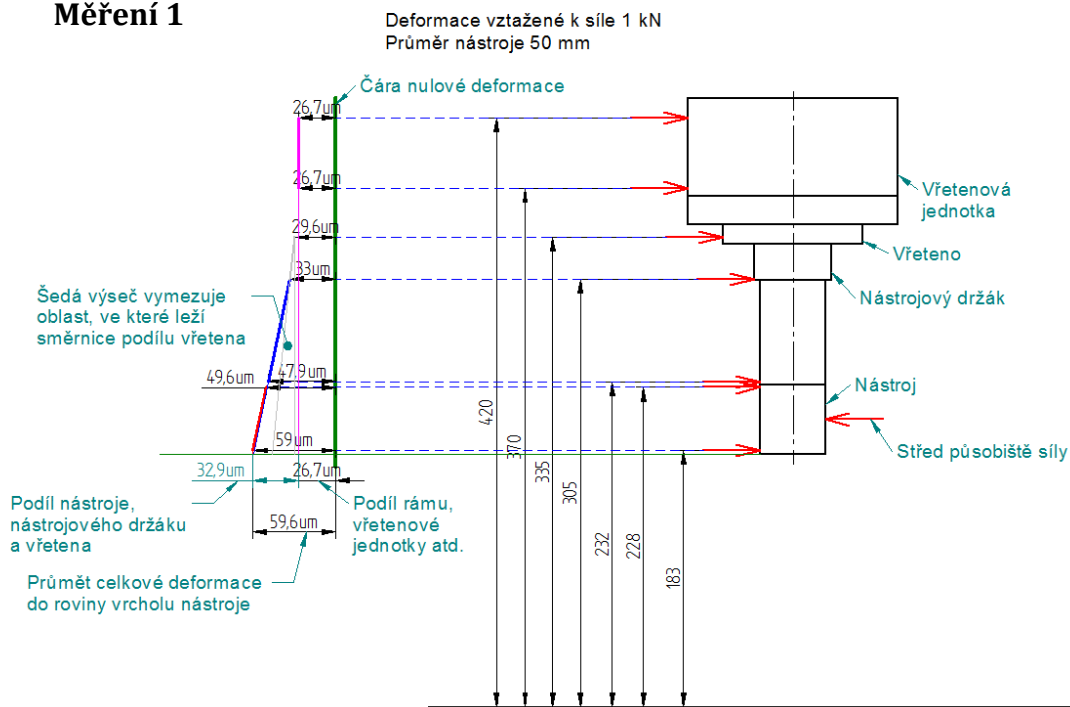 Měření 1
Deformace vztažené k síle 1 kN
Průměr nástroje 50 mm
Čára nulové deformace
26,7um
26,7um
29,6um
33um
Šedá výseč vymezuje
oblast, ve které leží
směrnice podílu vřetena
49,6um
47,9um
59um
32,9um
26,7um
59,6um
Podíl nástroje,
nástrojového držáku
a vřetena
Podíl rámu,
vřetenové
jednotky atd.
Průmět celkové deformace
do roviny vrcholu nástroje
420
370
335
305
232
228
183
Vřetenová
jednotka
Vřeteno
Nástrojový držák
Nástroj
Střed působiště síly